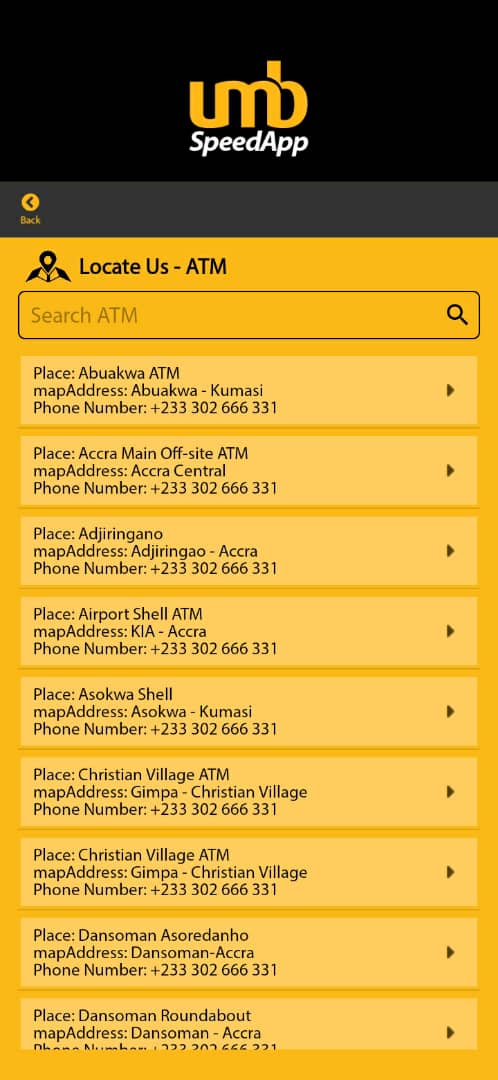 umb
SpeedApp
Back
Locate Us - ATM
Search ATM
Place: Abuakwa ATM
mapAddress: Abuakwa - Kumasi
Phone Number: +233 302 666 331
Place: Accra Main Off-site ATM
mapAddress: Accra Central
Phone Number: +233 302 666 331
Place: Adjiringano
mapAddress: Adjiringao - Accra
Phone Number: +233 302 666 331
Place: Airport Shell ATM
mapAddress: KIA - Accra
Phone Number: +233 302 666 331
Place: Asokwa Shell
mapAddress: Asokwa - Kumasi
Phone Number: +233 302 666 331
Place: Christian Village ATM
mapAddress: Gimpa - Christian Village
Phone Number: +233 302 666 331
Place: Christian Village ATM
mapAddress: Gimpa - Christian Village
Phone Number: +233 302 666 331
Place: Dansoman Asoredanho
mapAddress: Dansoman-Accra
Phone Number: +233 302 666 331
Place: Dansoman Roundabout
mapAddress: Dansoman - Accra
Phone Number: +233 302 666 331